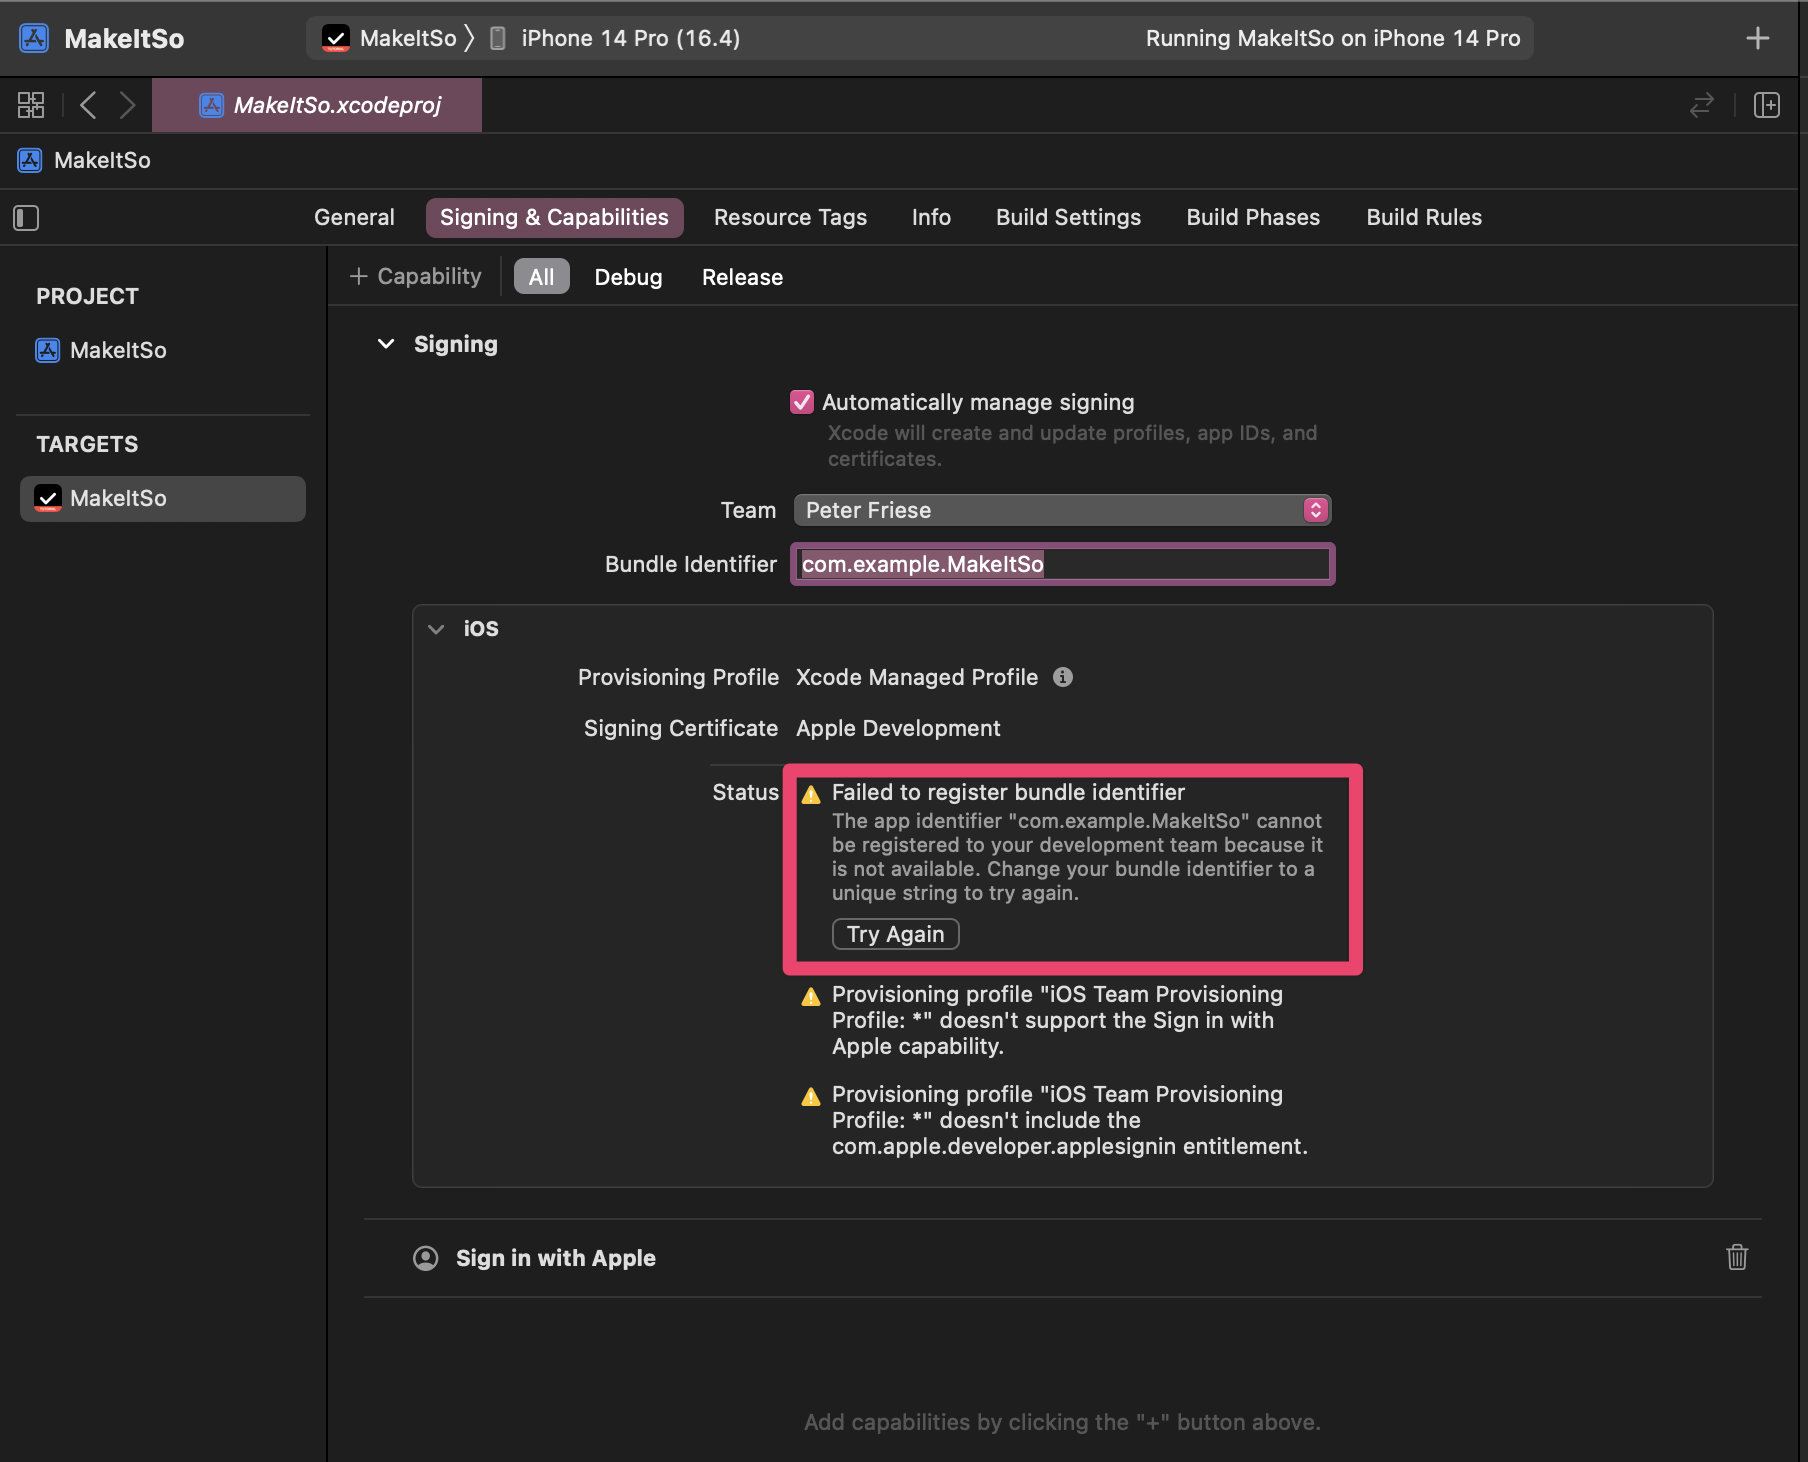 MakeItSo
MakeItSo
iPhone 14 Pro (16.4)
Running MakeItSo on iPhone 14 Pro
MakeItSo.xcodeproj
MakeItSo
General
Signing & Capabilities
Resource Tags
Info
Build Settings
Build Phases
Build Rules
PROJECT
MakeItSo
TARGETS
MakeItSo
+ Capability
All
Debug
Release
Signing
Automatically manage signing
Xcode will create and update profiles, app IDs, and
certificates.
Team
Peter Friese
Bundle Identifier
com.example.MakeItSo
iOS
Provisioning Profile
Xcode Managed Profile
Signing Certificate
Apple Development
Status
Failed to register bundle identifier
The app identifier "com.example.MakeItSo" cannot
be registered to your development team because it
is not available. Change your bundle identifier to a
unique string to try again.
Try Again
Provisioning profile "iOS Team Provisioning
Profile: *" doesn't support the Sign in with
Apple capability.
Provisioning profile "iOS Team Provisioning
Profile: *" doesn't include the
com.apple.developer.applesignin entitlement.
Sign in with Apple
Add capabilities by clicking the "+" button above.